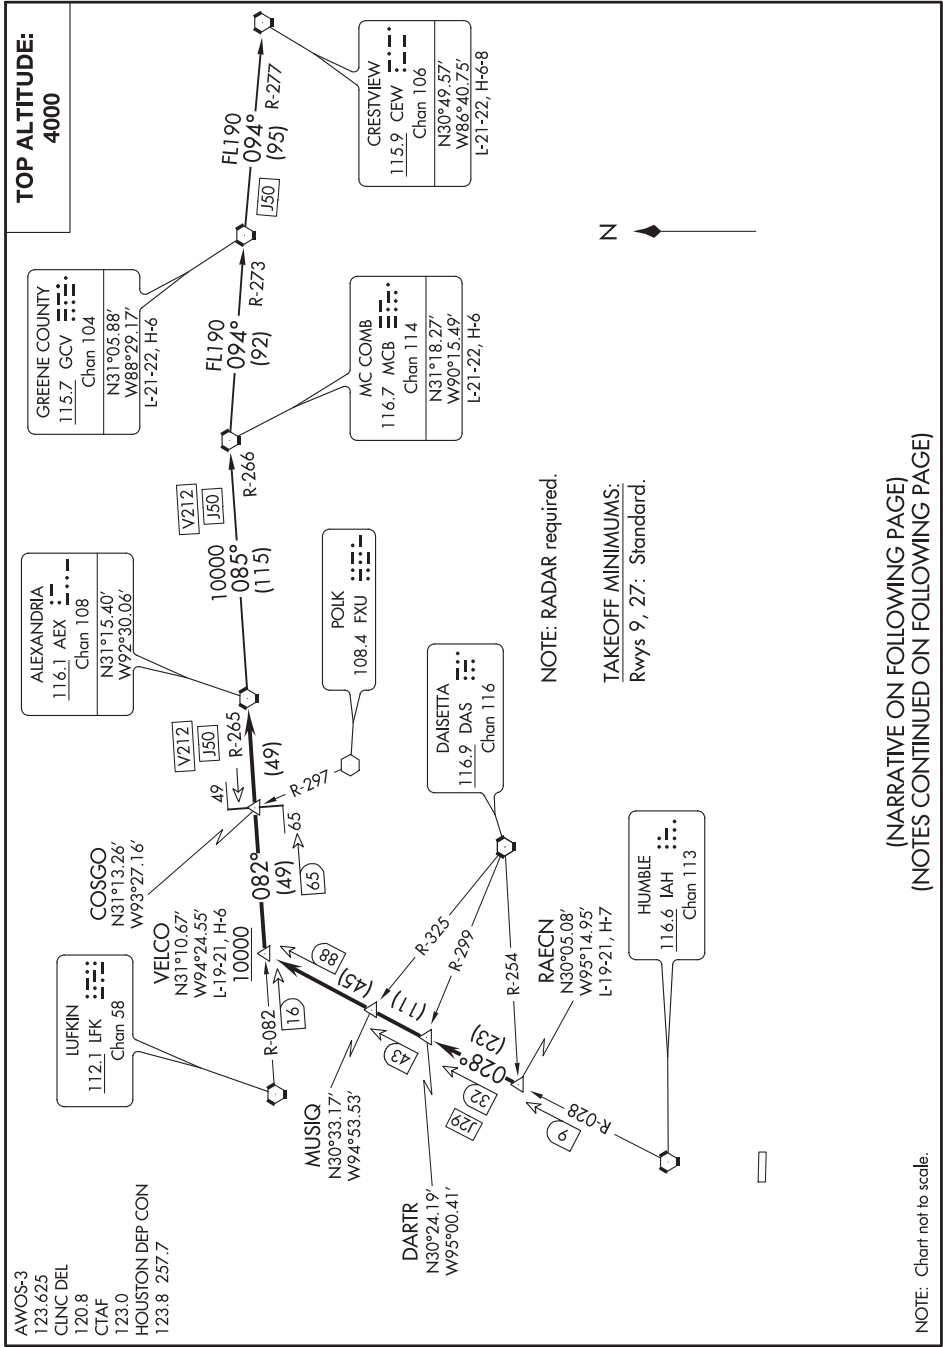 TOP ALTITUDE:
4000
AWOS-3
123.625
CLNC DEL
120.8
CTAF
123.0
HOUSTON DEP CON
123.8 257.7
LUFKIN
112.1 LFK
Chan 58
VELCO
N31°10.67'
W94°24.55'
L-19-21, H-6
10000
COSGO
N31°13.26'
W93°27.16'
ALEXANDRIA
116.1 AEX
Chan 108
N31°15.40'
W92°30.06'
GREENE COUNTY
115.7 GCV
Chan 104
N31°05.88'
W88°29.17'
L-21-22, H-6
R-082
16
88
082°
(49)
65
65
49
R-265
(49)
V212
J50
10000
085°
(115)
V212
J50
R-266
FL190
094°
(92)
R-273
FL190
094°
(95)
R-277
J50
MUSIQ
N30°33.17'
W94°53.53'
(45)
(11)
43
DARTR
N30°24.19'
W95°00.41'
(23)
028°
32
J29
R-028
9
R-325
R-299
R-254
R-297
POLK
108.4 FXU
MC COMB
116.7 MCB
Chan 114
N31°18.27'
W90°15.49'
L-21-22, H-6
CRESTVIEW
115.9 CEW
Chan 106
N30°49.57'
W86°40.75'
L-21-22, H-6-8
DAISETTA
116.9 DAS
Chan 116
RAECN
N30°05.08'
W95°14.95'
L-19-21, H-7
HUMBLE
116.6 IAH
Chan 113
N
NOTE: RADAR required.
TAKEOFF MINIMUMS:
Rwys 9, 27: Standard.
(NARRATIVE ON FOLLOWING PAGE)
(NOTES CONTINUED ON FOLLOWING PAGE)
NOTE: Chart not to scale.